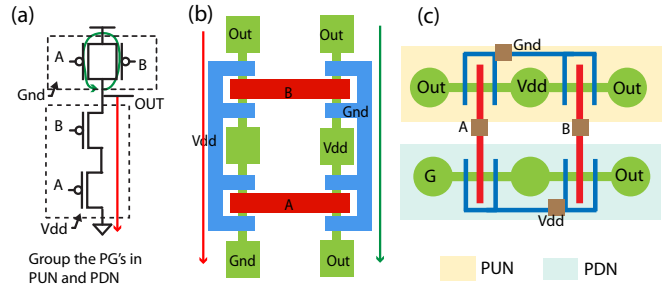 (a)
A
B
Gnd
OUT
B
A
Vdd
Group the PG's in
PUN and PDN
(b)
Out
Out
B
Vdd
Gnd
Vdd
A
Gnd
Out
(c)
Gnd
Out
Vdd
Out
A
B
G
Out
Vdd
PUN
PDN